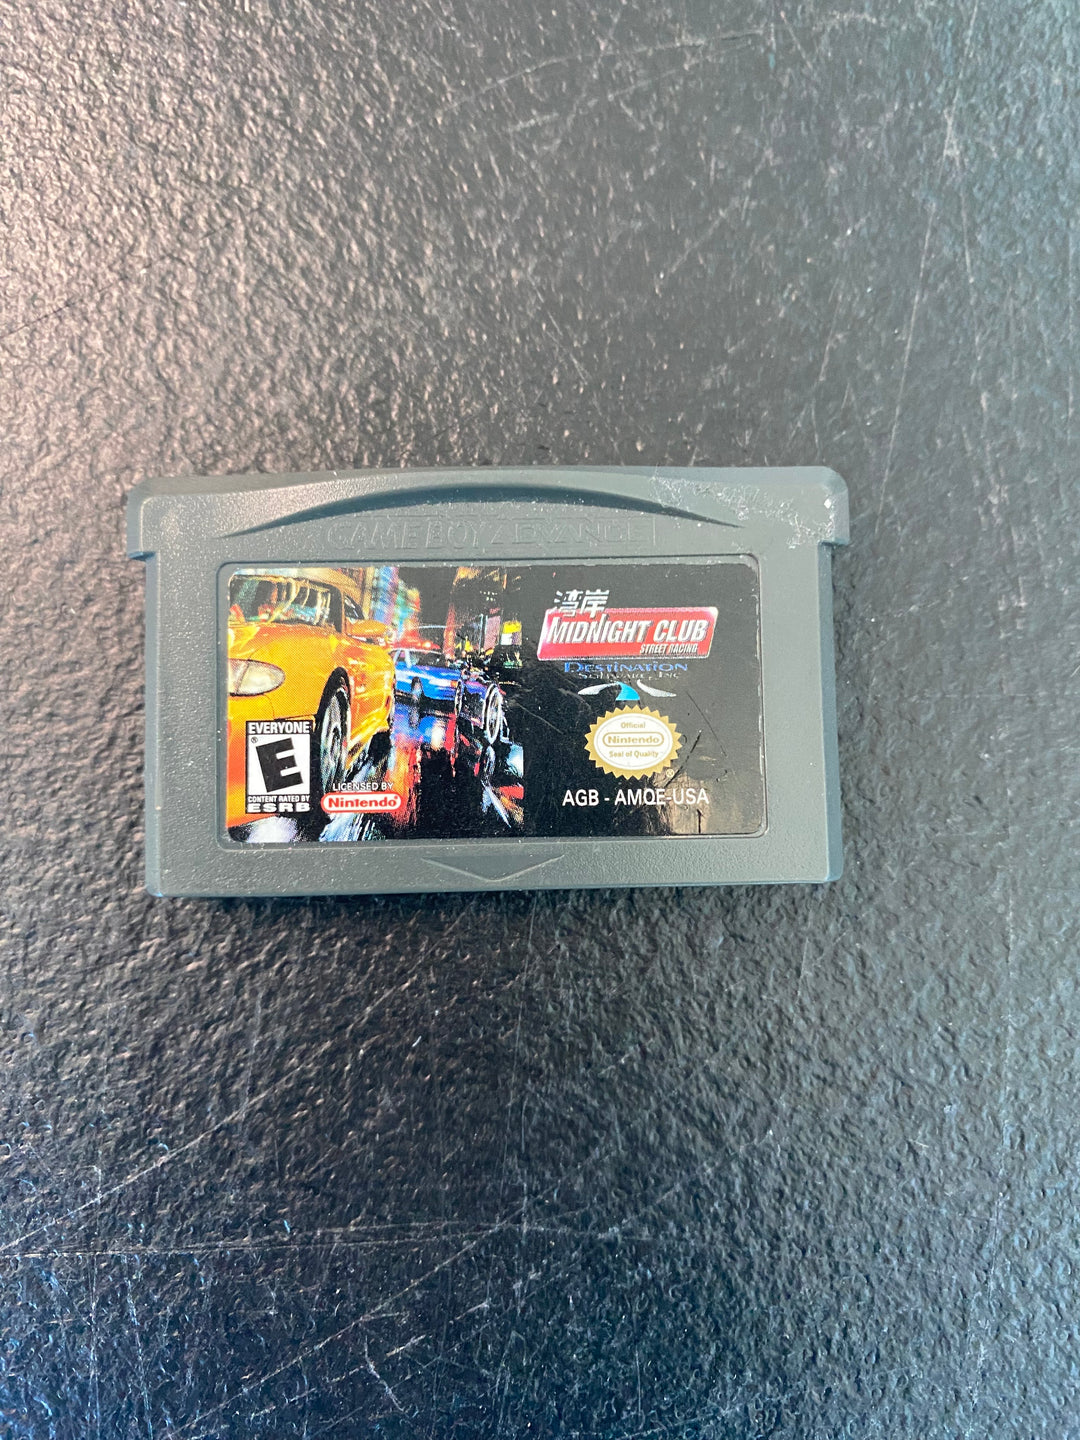 GAME BOY ADVANCE
湾岸
MIDNIGHT CLUB
STREET RACING
DESTINATION
SOFTWARE, INC
EVERYONE
E
CONTENT RATED BY
ESRB
LICENSED BY
Nintendo
Official
Nintendo
Seal of Quality
AGB - AMQE-USA